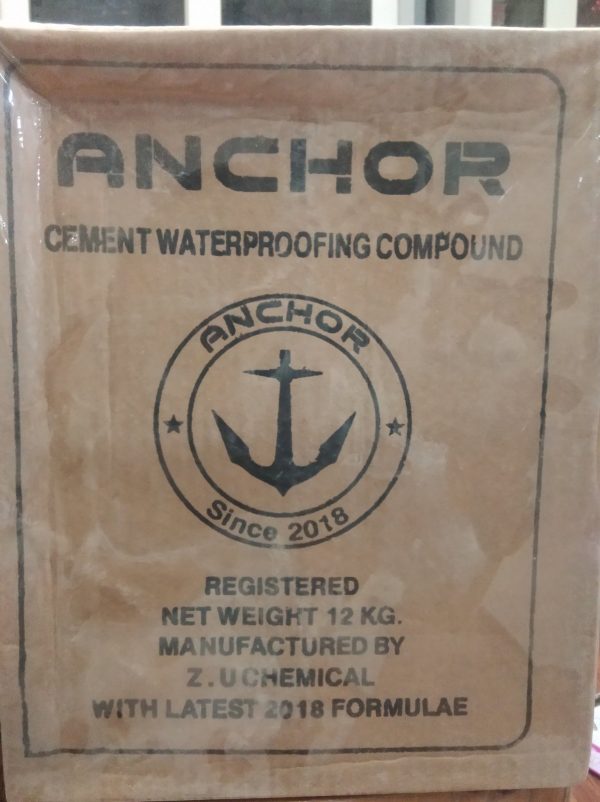 ANCHOR
CEMENT WATERPROOFING COMPOUND
ANCHOR
Since 2018
REGISTERED
NET WEIGHT 12 KG.
MANUFACTURED BY
Z.U CHEMICAL
WITH LATEST 2018 FORMULAE